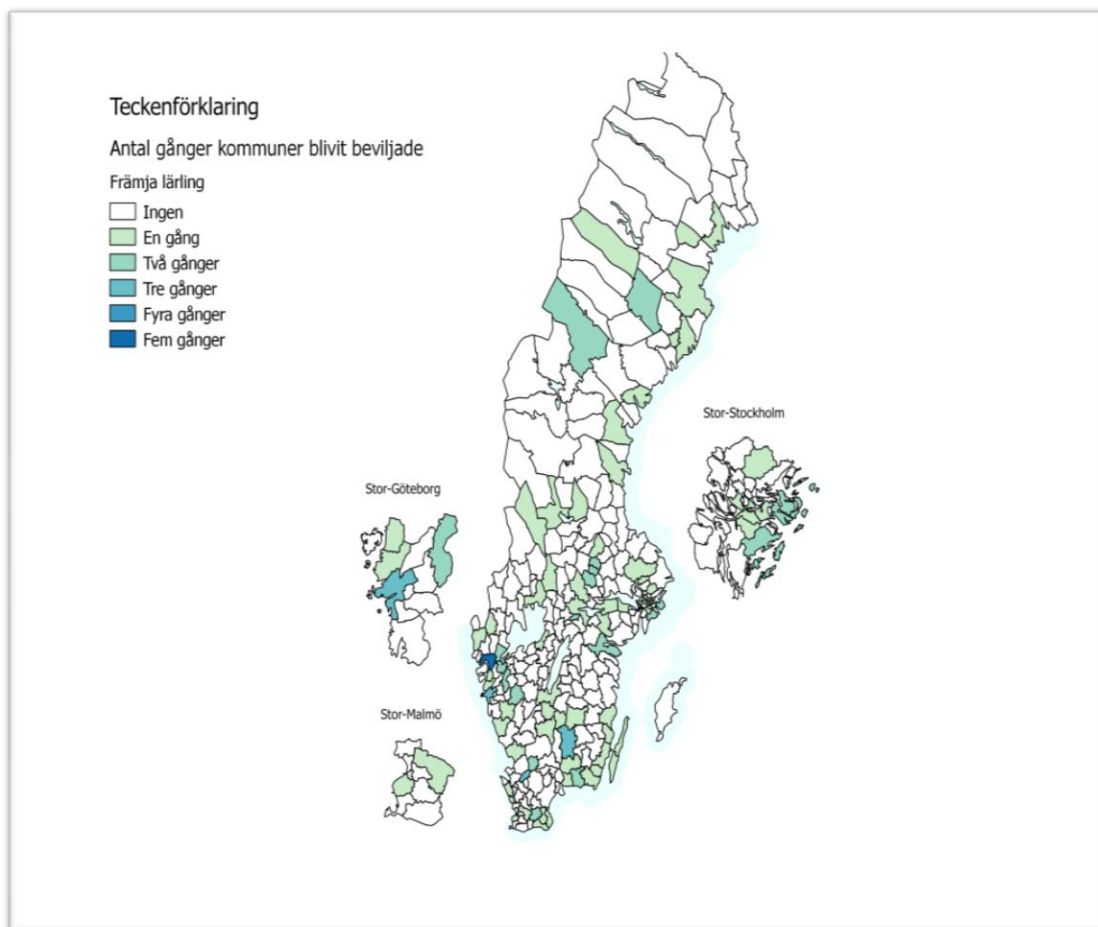 Teckenförklaring
Antal gånger kommuner blivit beviljade
Främja lärling
Ingen
En gång
Två gånger
Tre gånger
Fyra gånger
Fem gånger
Stor-Stockholm
Stor-Göteborg
Stor-Malmö